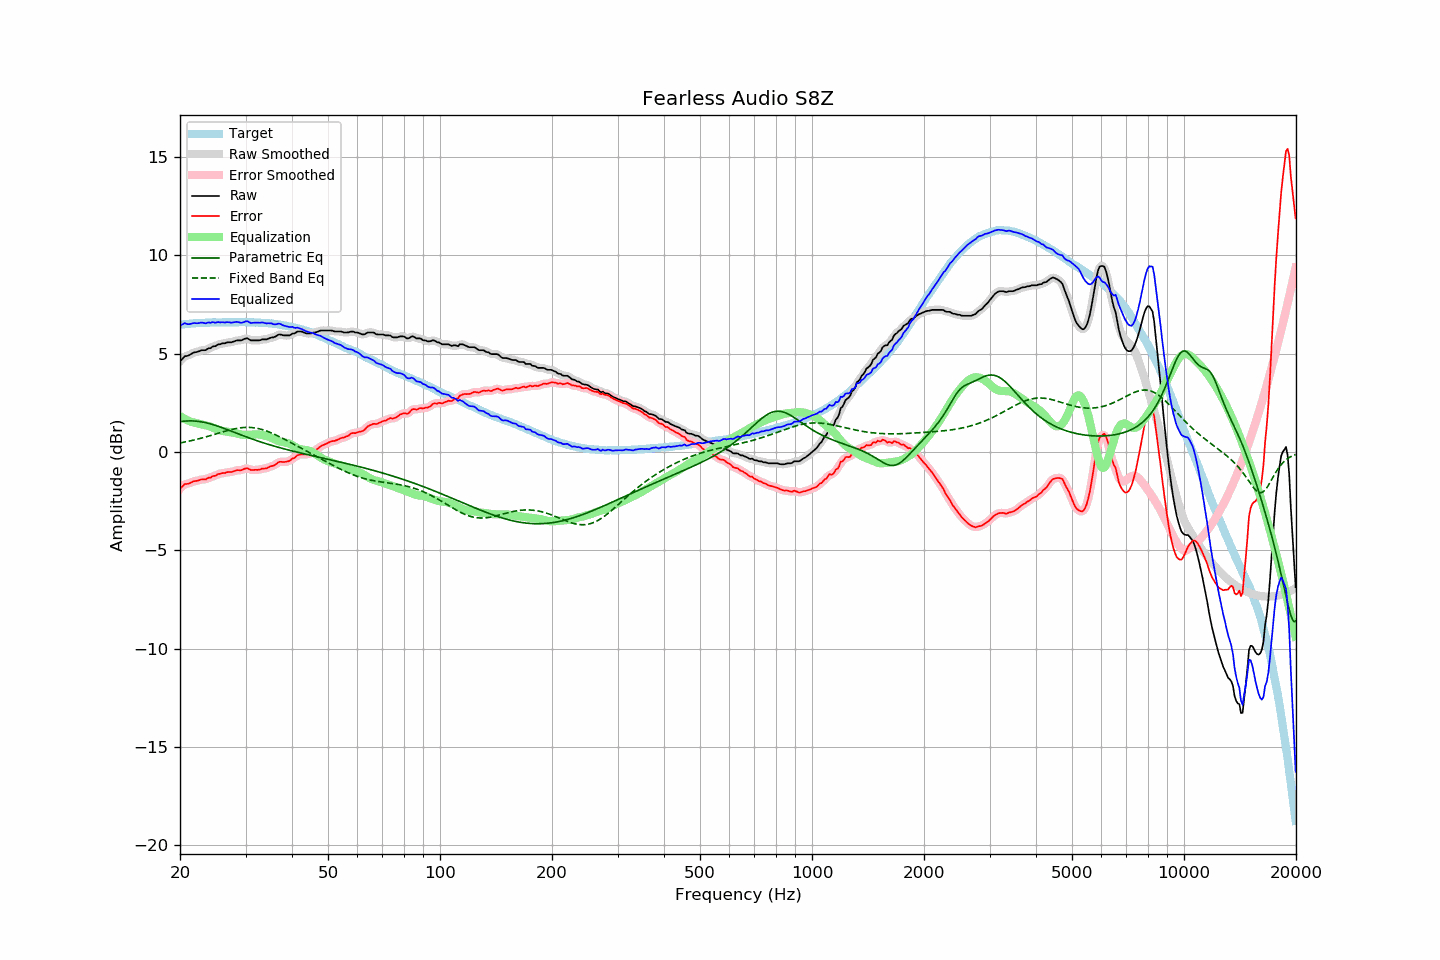 Fearless Audio S8Z
Target
Raw Smoothed
Error Smoothed
Raw
Error
Equalization
Parametric Eq
Fixed Band Eq
Equalized
15
10
5
0
−5
−10
−15
−20
Amplitude (dBr)
20 50 100 200 500 1000 2000 5000 10000 20000
Frequency (Hz)